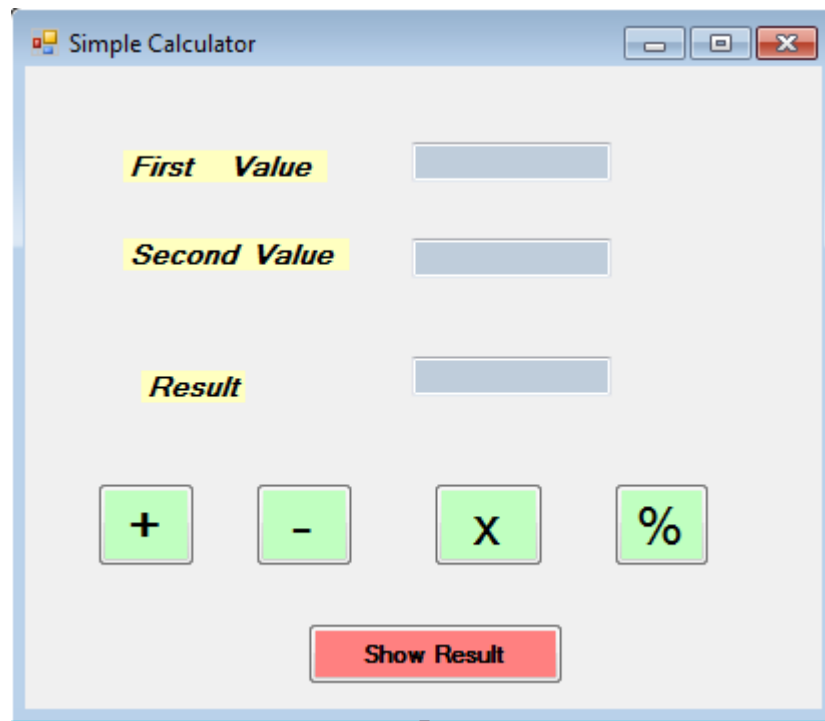 Simple Calculator
First Value
Second Value
Result
+ - x %
Show Result